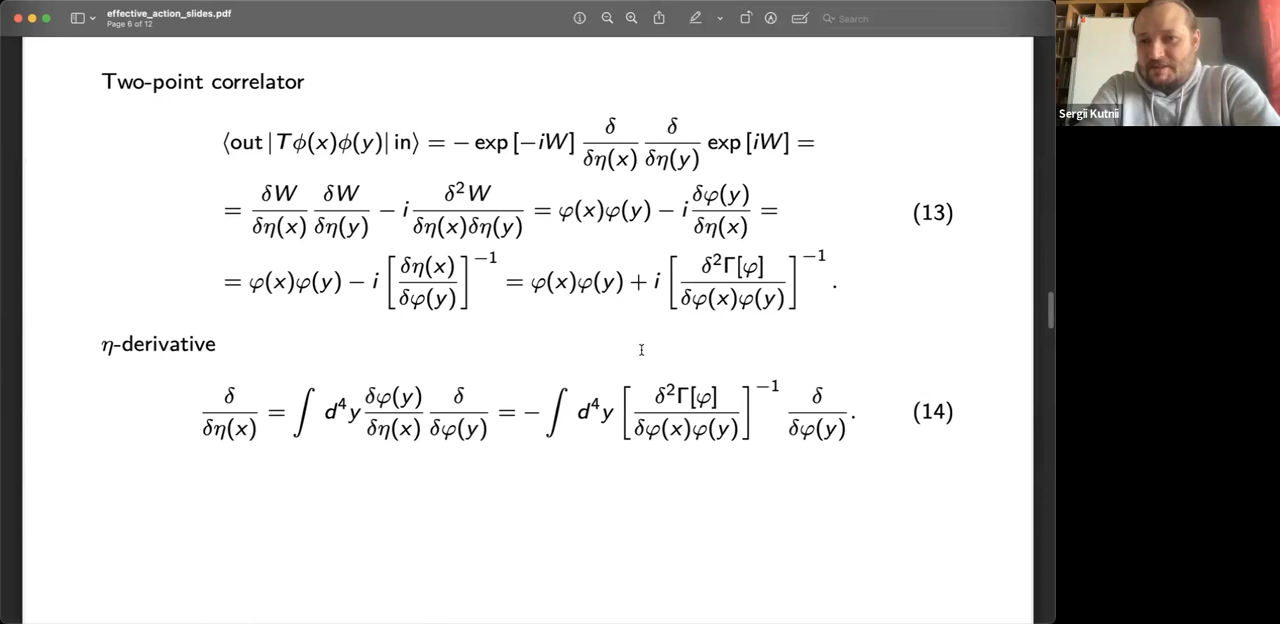 effective_action_slides.pdf
Page 6 of 12
Search
Sergii Kutnii
Two-point correlator
⟨out|Tϕ(x)ϕ(y)|in⟩ = − exp[−iW] δ/δη(x) δ/δη(y) exp[iW] =
= δW/δη(x) δW/δη(y) − i δ²W/δη(x)δη(y) = φ(x)φ(y) − i δφ(y)/δη(x) = (13)
= φ(x)φ(y) − i [δη(x)/δφ(y)]⁻¹ = φ(x)φ(y) + i [δ²Γ[φ]/δφ(x)φ(y)]⁻¹ .
η-derivative
δ/δη(x) = ∫ d⁴y δφ(y)/δη(x) δ/δφ(y) = − ∫ d⁴y [δ²Γ[φ]/δφ(x)φ(y)]⁻¹ δ/δφ(y) . (14)